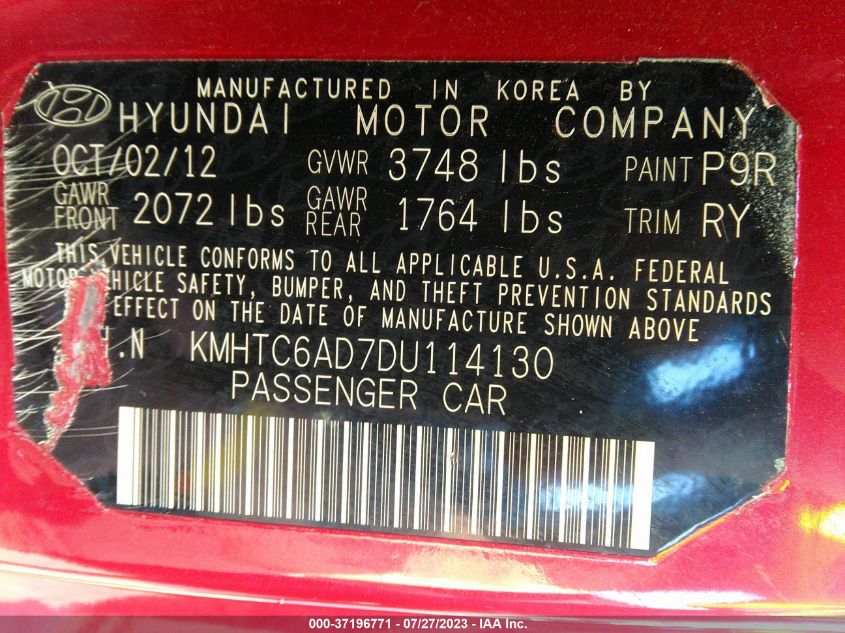 MANUFACTURED IN KOREA BY
HYUNDAI MOTOR COMPANY
OCT/02/12 GVWR 3748 lbs PAINT P9R
GAWR FRONT 2072 lbs GAWR REAR 1764 lbs TRIM RY
THIS VEHICLE CONFORMS TO ALL APPLICABLE U.S.A. FEDERAL
MOTOR VEHICLE SAFETY, BUMPER, AND THEFT PREVENTION STANDARDS
EFFECT ON THE DATE OF MANUFACTURE SHOWN ABOVE
H.N KMHTC6AD7DU114130
PASSENGER CAR
000-37196771 / 07/27/2023 - IAA Inc.